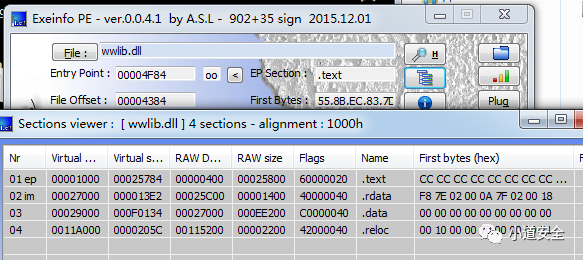 Exeinfo PE - ver.0.0.4.1 by A.S.L - 902+35 sign 2015.12.01
File : wwlib.dll
H
Entry Point : 00004F84 oo < EP Section : .text
File Offset : 00004384 First Bytes : 55.8B.EC.83.7D
Plug
Sections viewer : [ wwlib.dll ] 4 sections - alignment : 1000h
Nr Virtual ... Virtual s... RAW D... RAW size Flags Name First bytes (hex) F
01 ep 00001000 00025784 00000400 00025800 60000020 .text CC CC CC CC CC CC CC CC ...
02 im 00027000 000013E2 00025C00 00001400 40000040 .rdata F8 7E 02 00 0A 7F 02 00 18
03 00029000 000F0134 00027000 000EE200 C0000040 .data 00 00 00 00 00 00 00 00 00
04 0011A000 0000205C 00115200 00002200 42000040 .reloc 00 10 00 00
小道安全